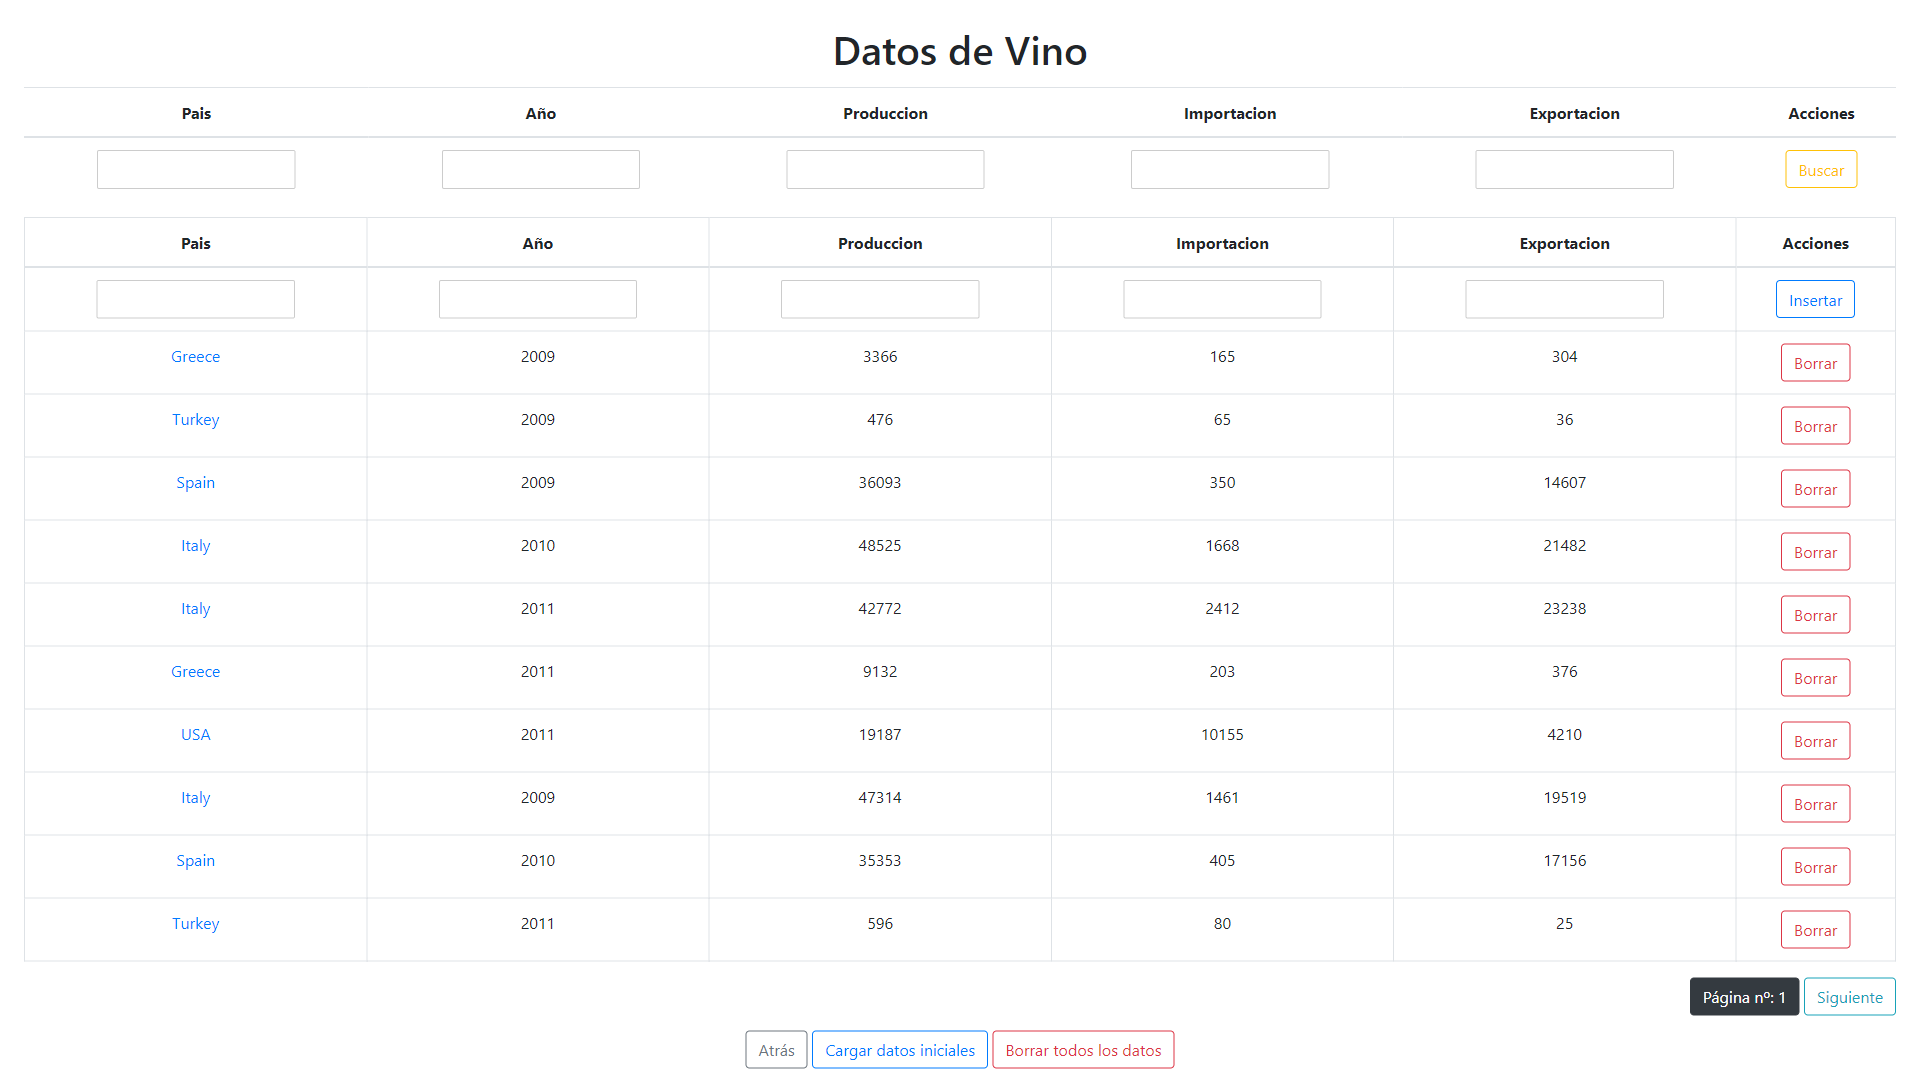 Datos de Vino
Pais Año Produccion Importacion Exportacion Acciones
Buscar
Pais Año Produccion Importacion Exportacion Acciones
Insertar
Greece 2009 3366 165 304 Borrar
Turkey 2009 476 65 36 Borrar
Spain 2009 36093 350 14607 Borrar
Italy 2010 48525 1668 21482 Borrar
Italy 2011 42772 2412 23238 Borrar
Greece 2011 9132 203 376 Borrar
USA 2011 19187 10155 4210 Borrar
Italy 2009 47314 1461 19519 Borrar
Spain 2010 35353 405 17156 Borrar
Turkey 2011 596 80 25 Borrar
Página nº: 1 Siguiente
Atrás Cargar datos iniciales Borrar todos los datos